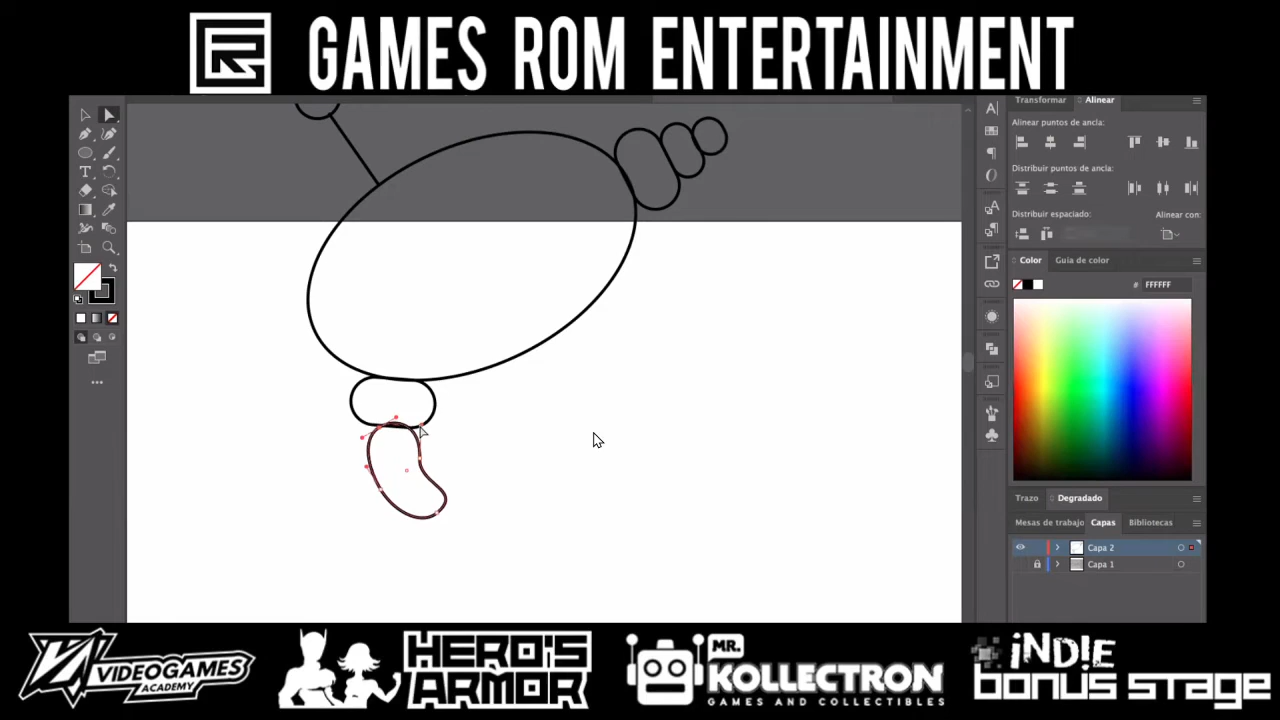 GAMES ROM ENTERTAINMENT
Transformar
Alinear
Alinear puntos de ancla:
Distribuir puntos de ancla:
Distribuir espaciado:
Alinear con:
Color
Guía de color
# FFFFFF
Trazo
Degradado
Mesas de trabajo
Capas
Bibliotecas
Capa 2
Capa 1
VIDEOGAMES
ACADEMY
HERO'S
ARMOR
MR.
KOLLECTRON
GAMES AND COLLECTIBLES
INDIE
BONUS STAGE